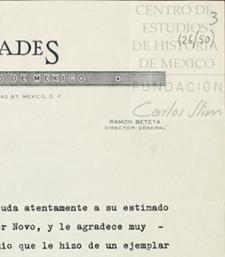 3
CENTRO DE
ESTUDIOS
(26/50)
DE HISTORIA
DE MEXICO
ADES
O DE MEXICO
AS 87. MEXICO, D. F.
FUNDACIÓN
Carlos Slim
RAMON BETETA
DIRECTOR GENERAL
uda atentamente a su estimado
or Novo, y le agradece muy -
io que le hizo de un ejemplar